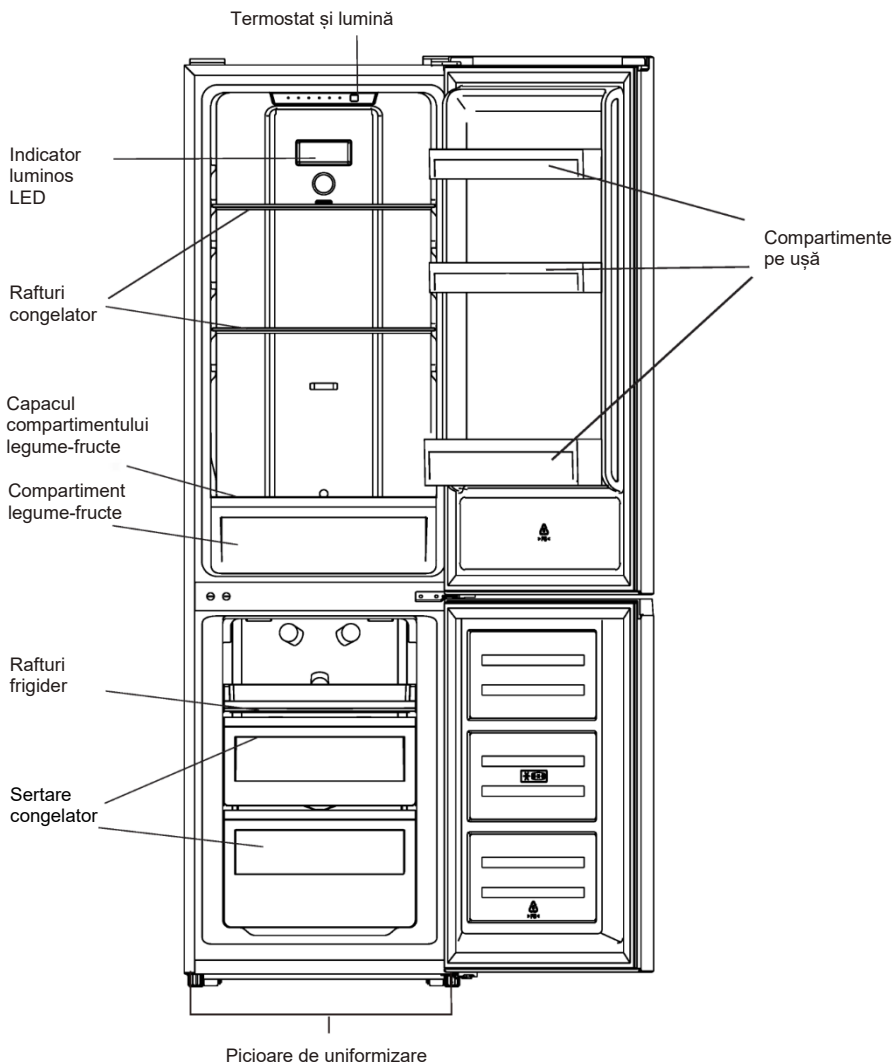 Termostat și lumină
Indicator
luminos
LED
Rafturi
congelator
Capacul
compartimentului
legume-fructe
Compartiment
legume-fructe
Rafturi
frigider
Sertare
congelator
Compartimente
pe ușă
Picioare de uniformizare